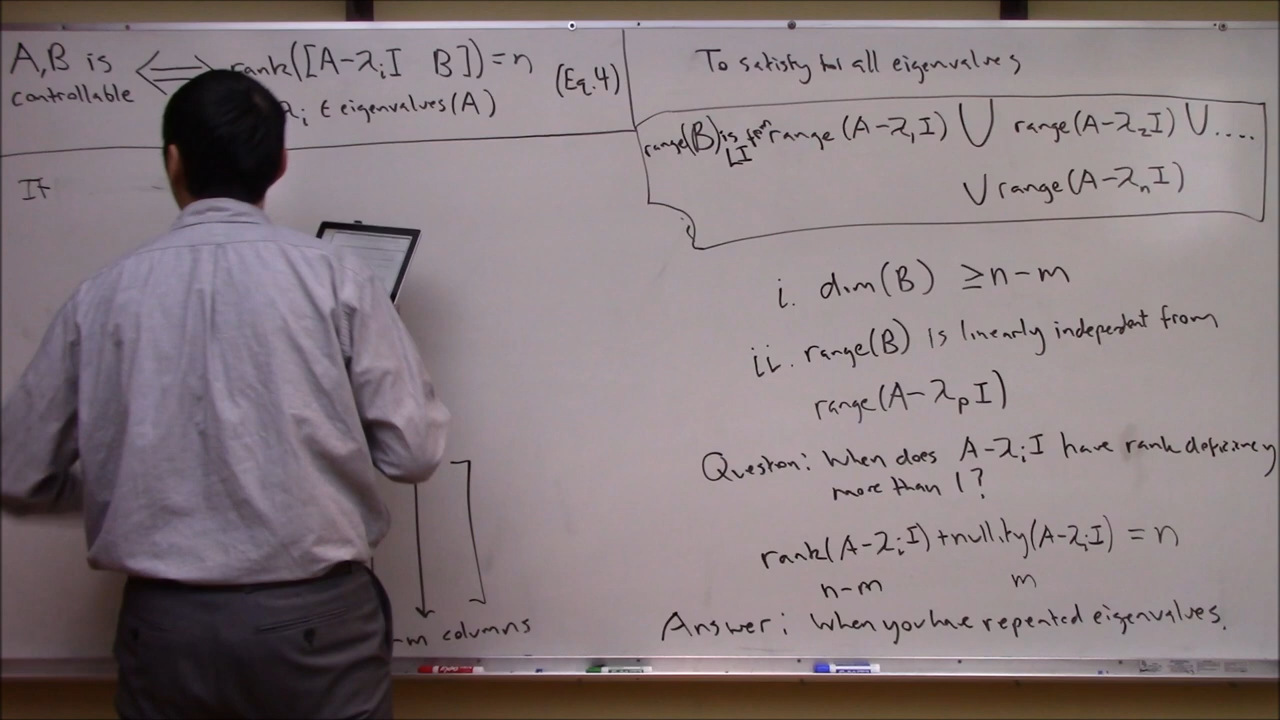 A,B is
controllable
rank([A-λᵢI B])=n
λᵢ ∈ eigenvalues(A)
(Eq.4)
If
-m columns
To satisfy for all eigenvalues
range(B) is LI from range (A-λ₁I) ⋃ range(A-λ₂I) ⋃ ....
⋃ range(A-λₙI)
i. dim(B) ≥n-m
ii. range(B) is linearly independent from
range(A-λₚI)
Question: When does A-λᵢI have rank deficiency
more than 1?
rank(A-λᵢI)+nullity(A-λᵢI) = n
n-m m
Answer: When you have repeated eigenvalues.